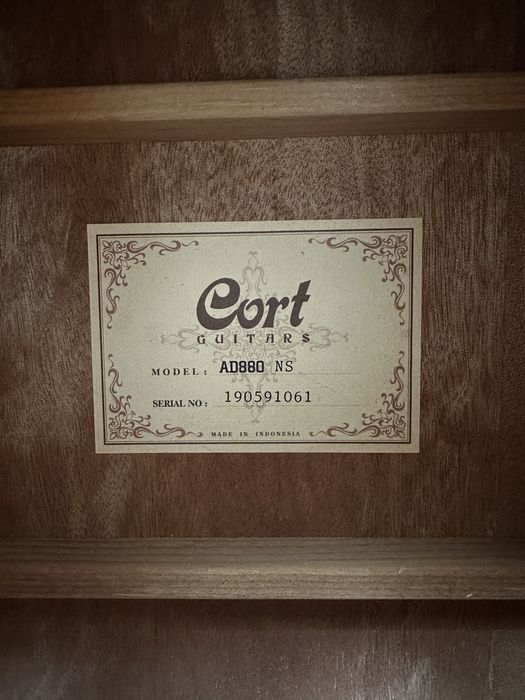 Cort
GUITARS
MODEL: AD880 NS
SERIAL NO: 190591061
MADE IN INDONESIA